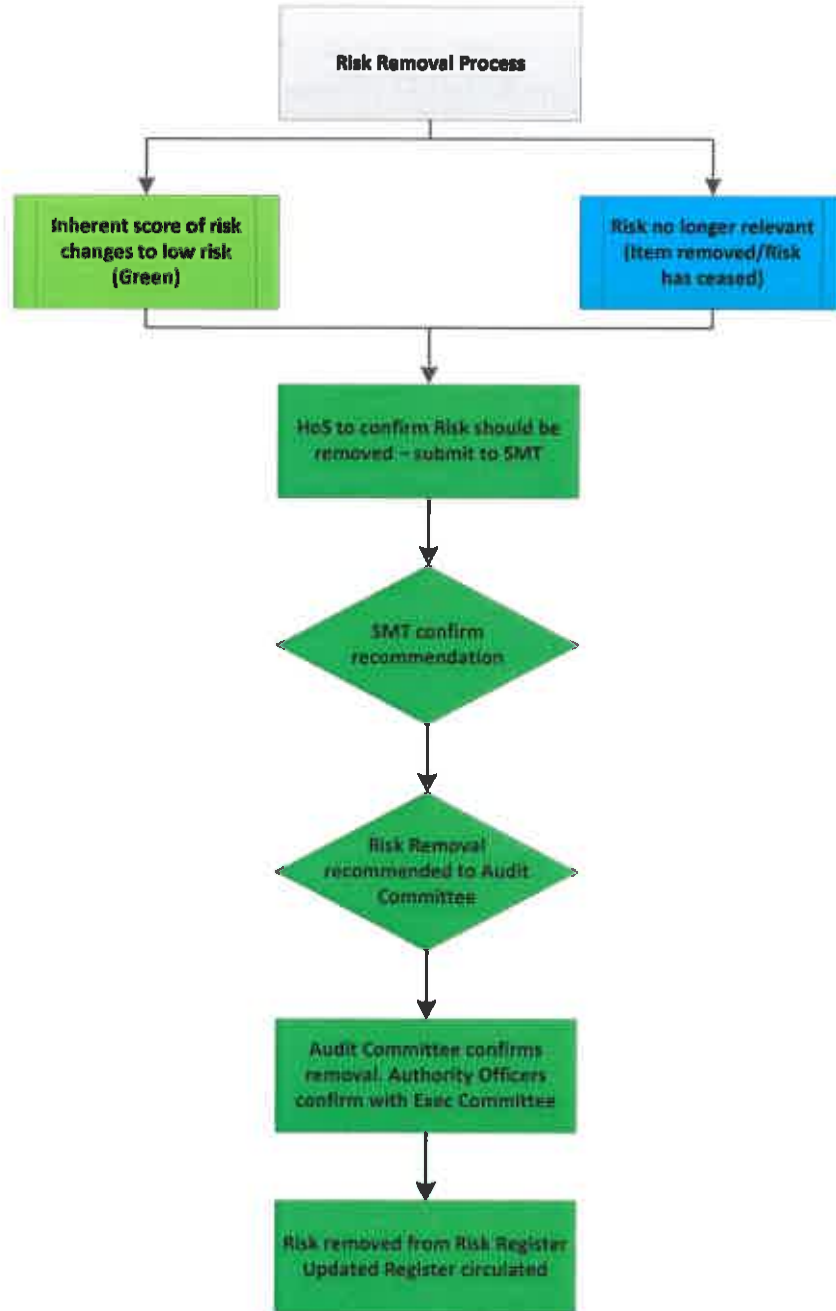 Risk Removal Process
Inherent score of risk
changes to low risk
(Green)
Risk no longer relevant
(Item removed/Risk
has ceased)
HoS to confirm Risk should be
removed – submit to SMT
SMT confirm
recommendation
Risk Removal
recommended to Audit
Committee
Audit Committee confirms
removal. Authority Officers
confirm with Exec Committee
Risk removed from Risk Register
Updated Register circulated